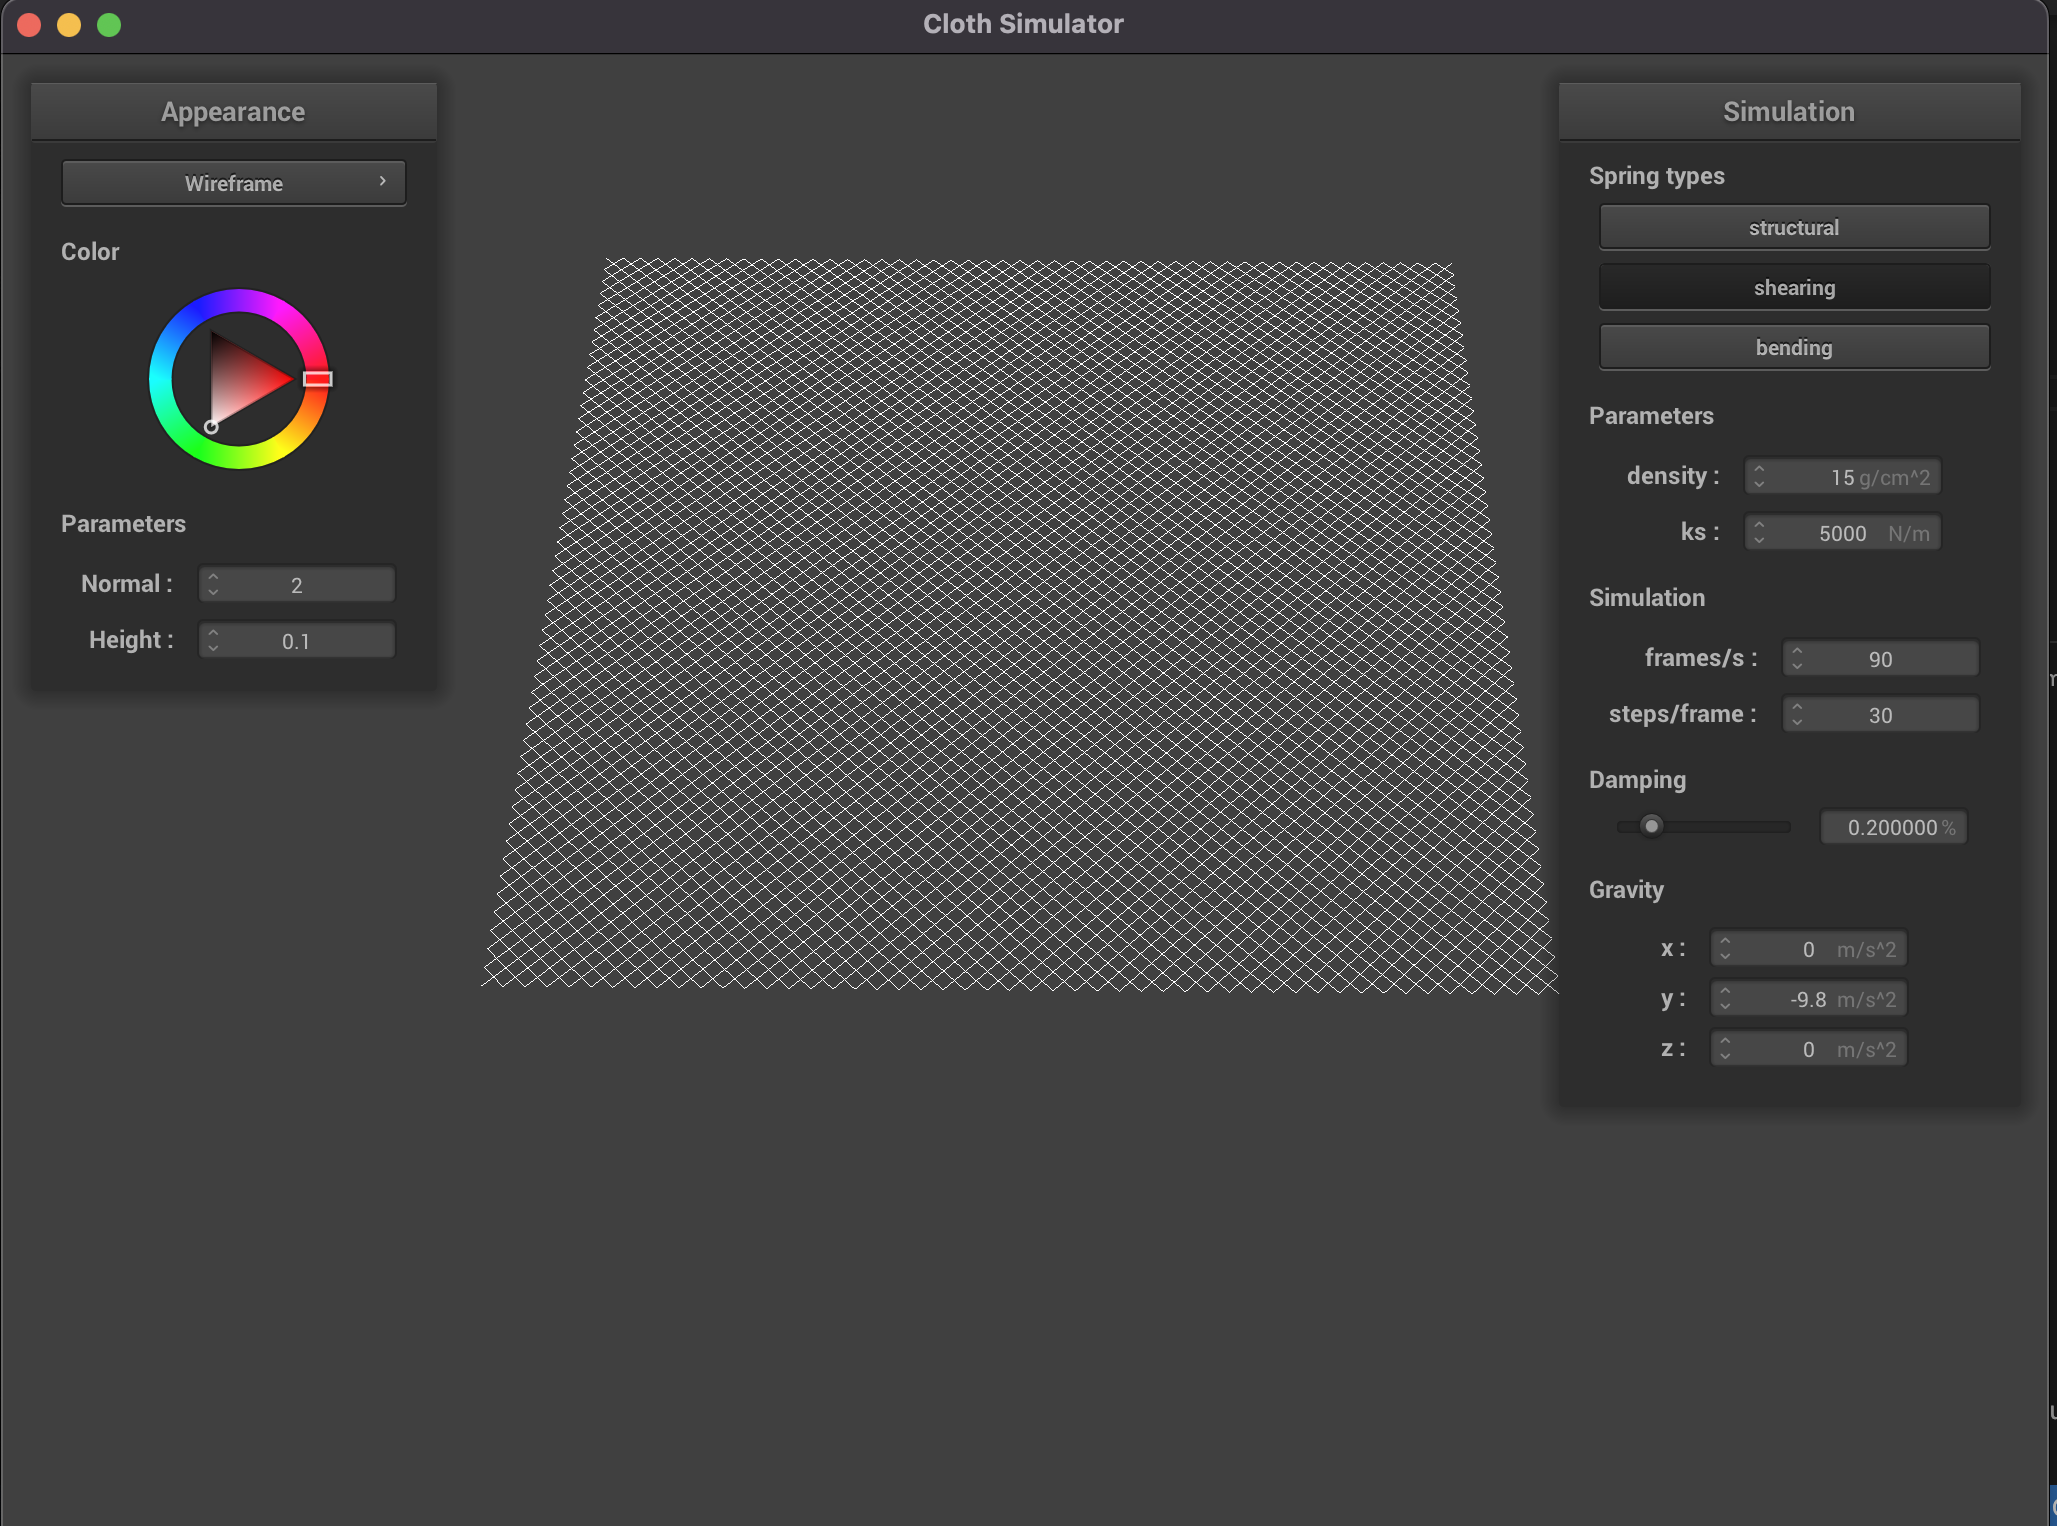 Cloth Simulator
Appearance
Wireframe
Color
Parameters
Normal : 2
Height : 0.1
Simulation
Spring types
structural
shearing
bending
Parameters
density : 15 g/cm^2
ks : 5000 N/m
Simulation
frames/s : 90
steps/frame : 30
Damping
0.200000 %
Gravity
x : 0 m/s^2
y : -9.8 m/s^2
z : 0 m/s^2